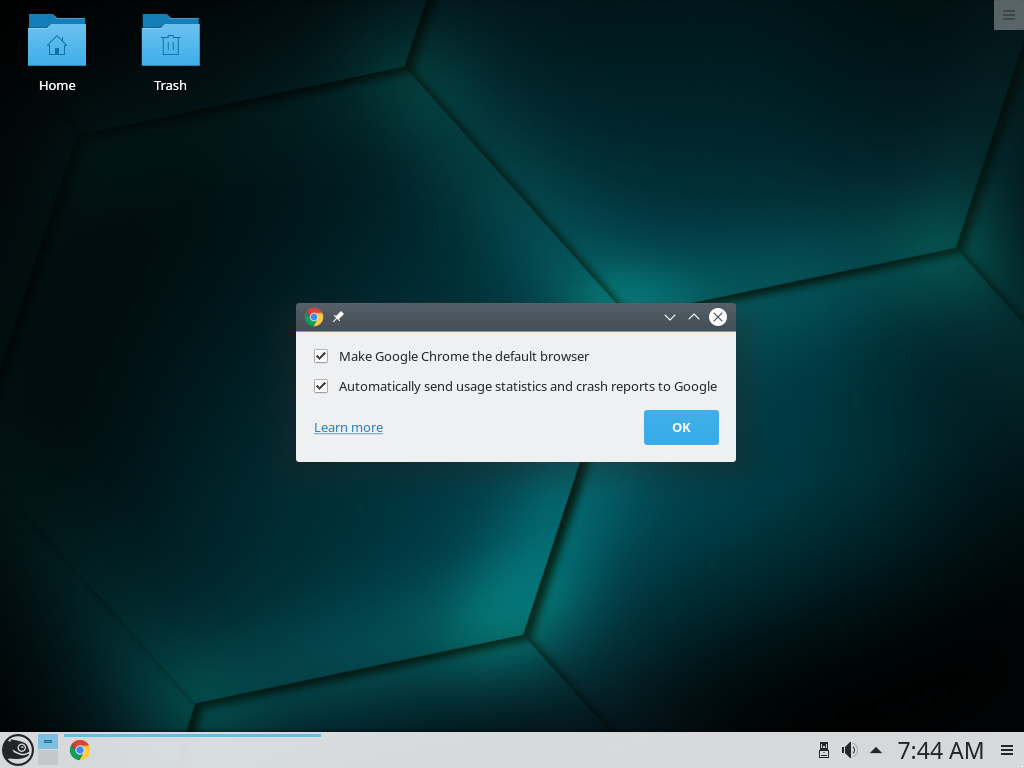 Home
Trash
Make Google Chrome the default browser
Automatically send usage statistics and crash reports to Google
Learn more
OK
7:44 AM